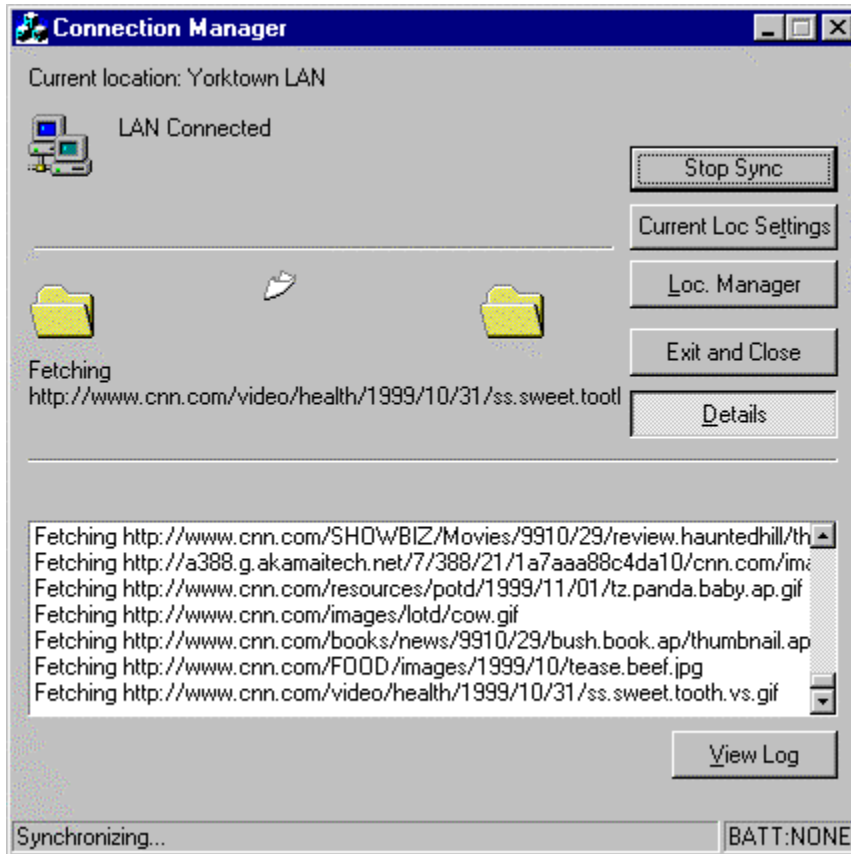 Connection Manager
Current location: Yorktown LAN
LAN Connected
Stop Sync
Current Loc Settings
Loc. Manager
Exit and Close
Details
Fetching
http://www.cnn.com/video/health/1999/10/31/ss.sweet.tootl
Fetching http://www.cnn.com/SHOWBIZ/Movies/9910/29/review.hauntedhill/th
Fetching http://a388.g.akamaitech.net/7/388/21/1a7aaa88c4da10/cnn.com/ima
Fetching http://www.cnn.com/resources/potd/1999/11/01/tz.panda.baby.ap.gif
Fetching http://www.cnn.com/images/lotd/cow.gif
Fetching http://www.cnn.com/books/news/9910/29/bush.book.ap/thumbnail.ap
Fetching http://www.cnn.com/FOOD/images/1999/10/tease.beef.jpg
Fetching http://www.cnn.com/video/health/1999/10/31/ss.sweet.tooth.vs.gif
View Log
Synchronizing...
BATT:NONE